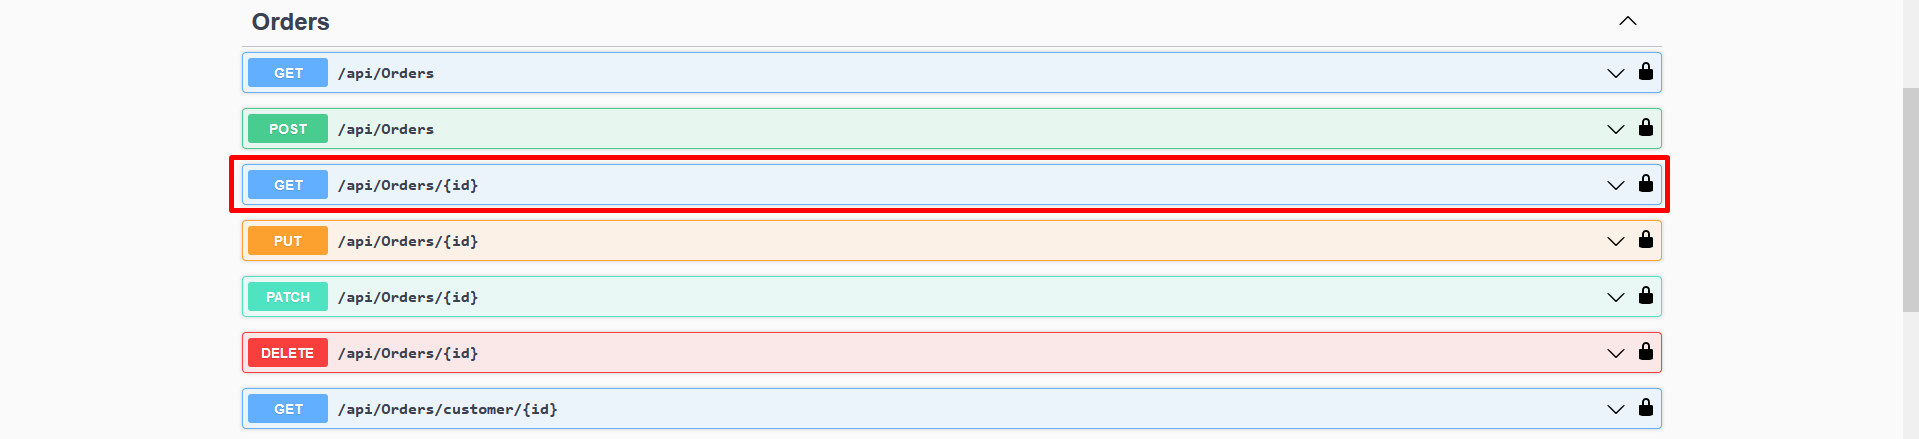 Orders
GET /api/Orders
POST /api/Orders
GET /api/Orders/{id}
PUT /api/Orders/{id}
PATCH /api/Orders/{id}
DELETE /api/Orders/{id}
GET /api/Orders/customer/{id}